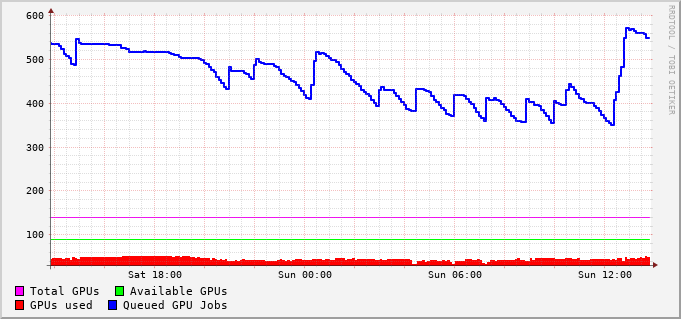 600
500
400
300
200
100
Sat 18:00 Sun 00:00 Sun 06:00 Sun 12:00
Total GPUs Available GPUs
GPUs used Queued GPU Jobs
RRDTOOL / TOBI OETIKER